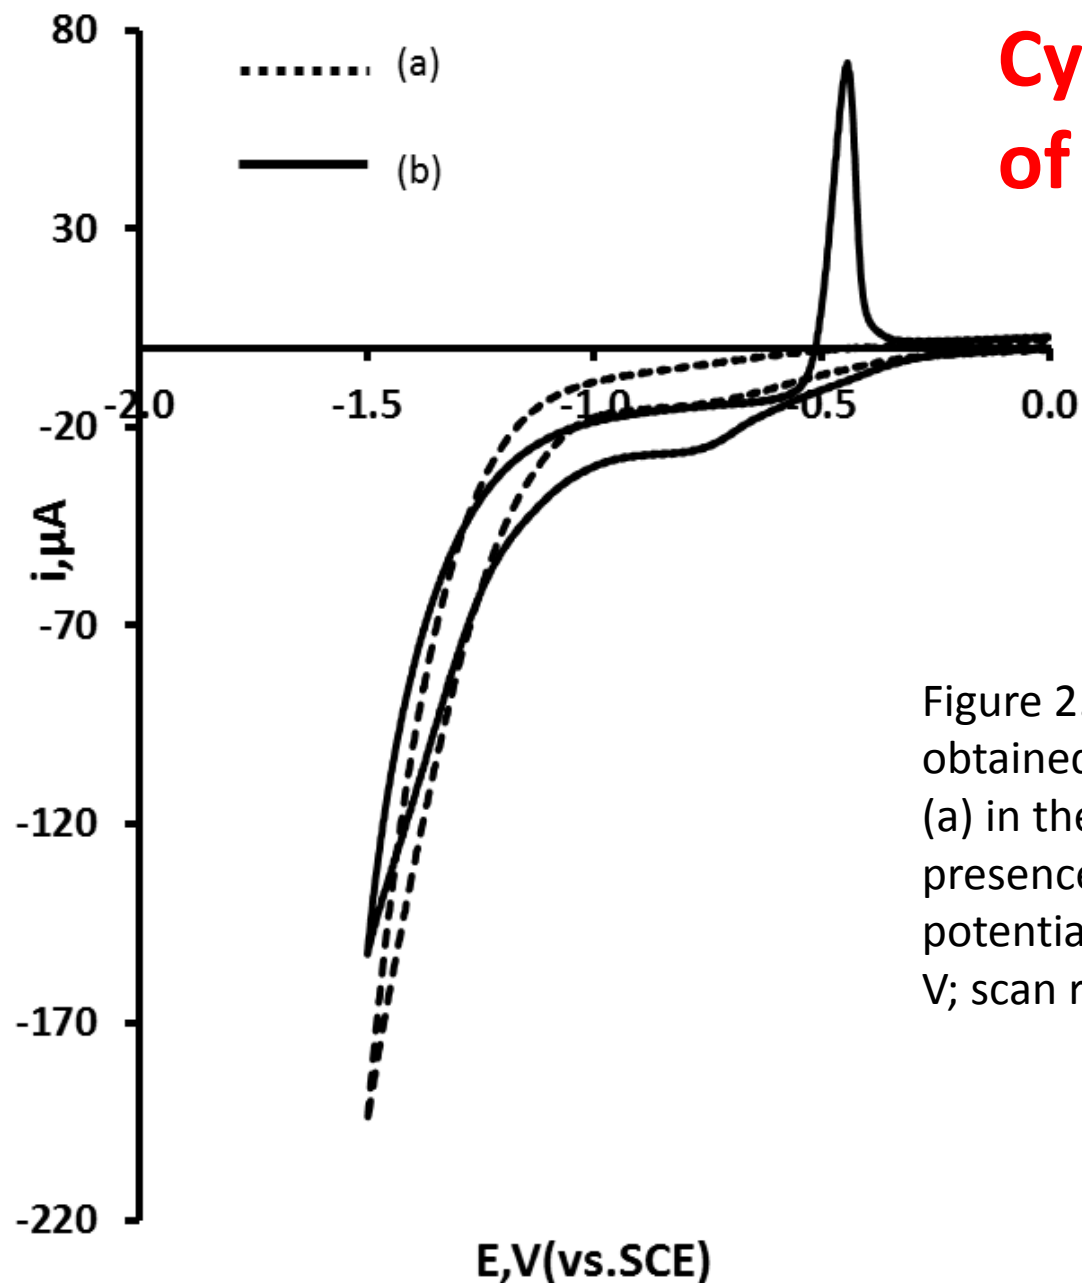 80
(a)
Cy
of
(b)
30
-2.0
-1.5
-1.0
-0.5
0.0
-20
i,µA
-70
Figure 2.
obtained
(a) in the
-120
presence
potentia
V; scan r
-170
-220
E,V(vs.SCE)